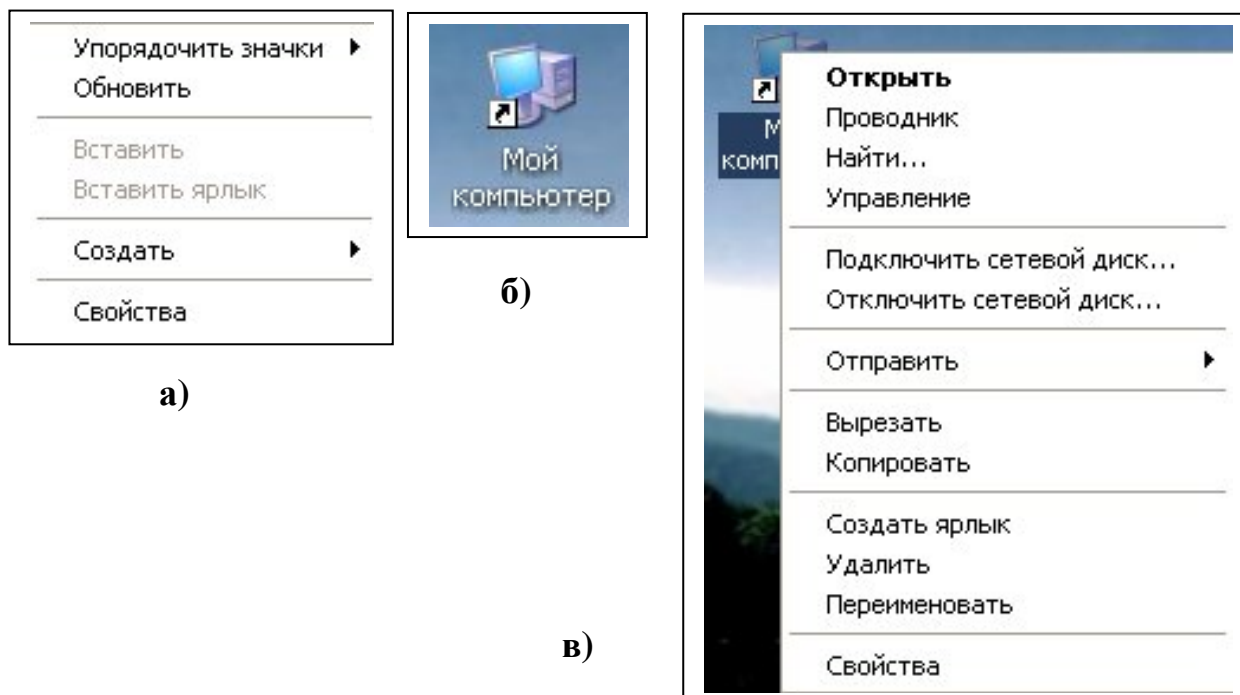 Упорядочить значки
Обновить
Вставить
Вставить ярлык
Создать
Свойства
а)
Мой
компьютер
б)
М
комп
Открыть
Проводник
Найти...
Управление
Подключить сетевой диск...
Отключить сетевой диск...
Отправить
Вырезать
Копировать
Создать ярлык
Удалить
Переименовать
Свойства
в)